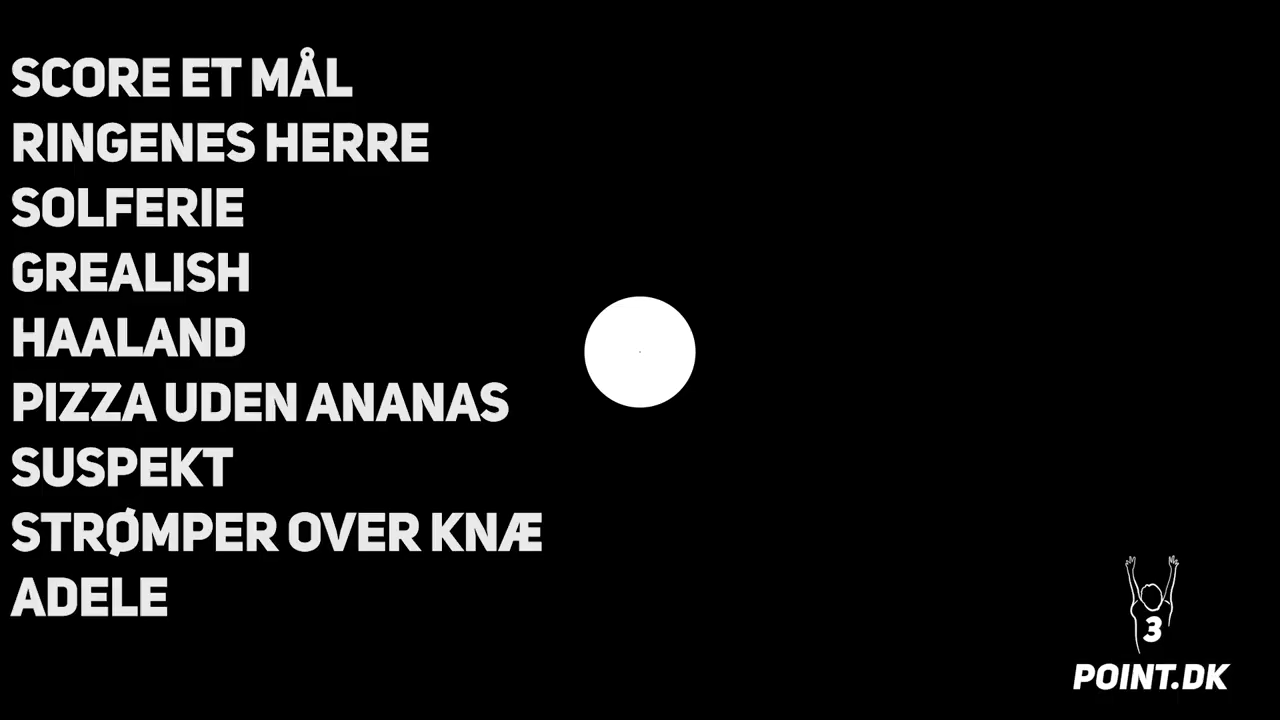 SCORE ET MÅL
RINGENES HERRE
SOLFERIE
GREALISH
HAALAND
PIZZA UDEN ANANAS
SUSPEKT
STRØMPER OVER KNÆ
ADELE
3
POINT.DK